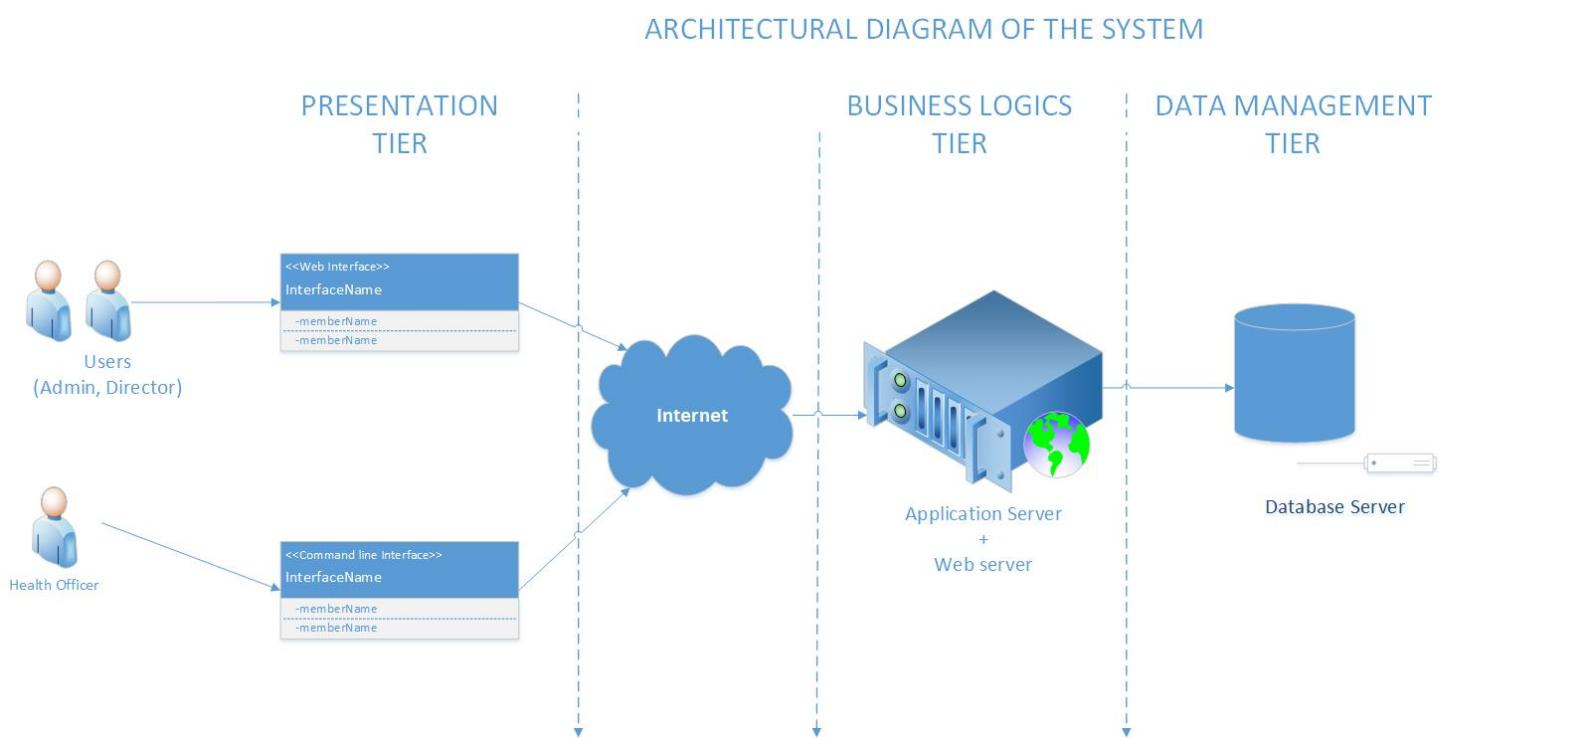 ARCHITECTURAL DIAGRAM OF THE SYSTEM
PRESENTATION
TIER
BUSINESS LOGICS
TIER
DATA MANAGEMENT
TIER
<<Web Interface>>
InterfaceName
-memberName
-memberName
Users
(Admin, Director)
Internet
<<Command line Interface>>
InterfaceName
-memberName
-memberName
Health Officer
Application Server
+
Web server
Database Server